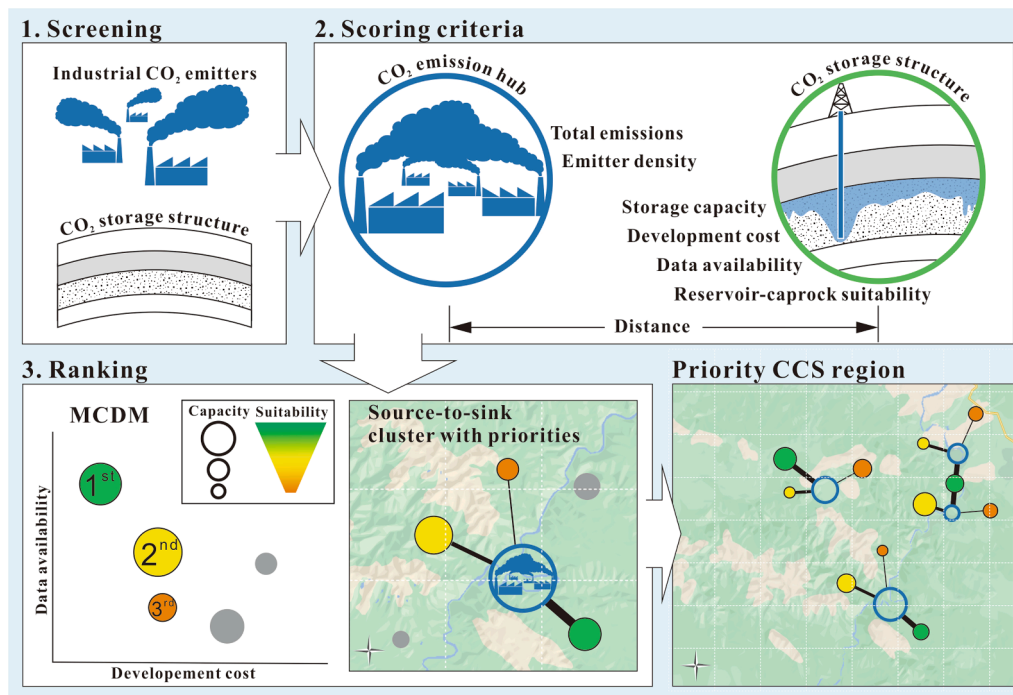 1. Screening
Industrial CO₂ emitters
CO₂ storage structure
2. Scoring criteria
CO₂ emission hub
Total emissions
Emitter density
CO₂ storage structure
Storage capacity
Development cost
Data availability
Reservoir-caprock suitability
Distance
3. Ranking
MCDM
Capacity Suitability
Data availability
1st
2nd
3rd
Developement cost
Source-to-sink
cluster with priorities
Priority CCS region